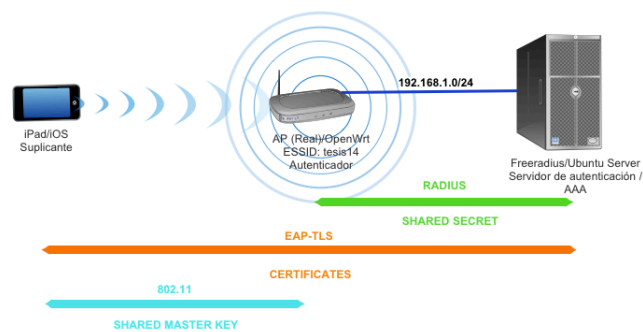 192.168.1.0/24
iPad/iOS
Suplicante
AP (Real)/OpenWrt
ESSID: tesis14
Autenticador
Freeradius/Ubuntu Server
Servidor de autenticación /
AAA
RADIUS
SHARED SECRET
EAP-TLS
CERTIFICATES
802.11
SHARED MASTER KEY